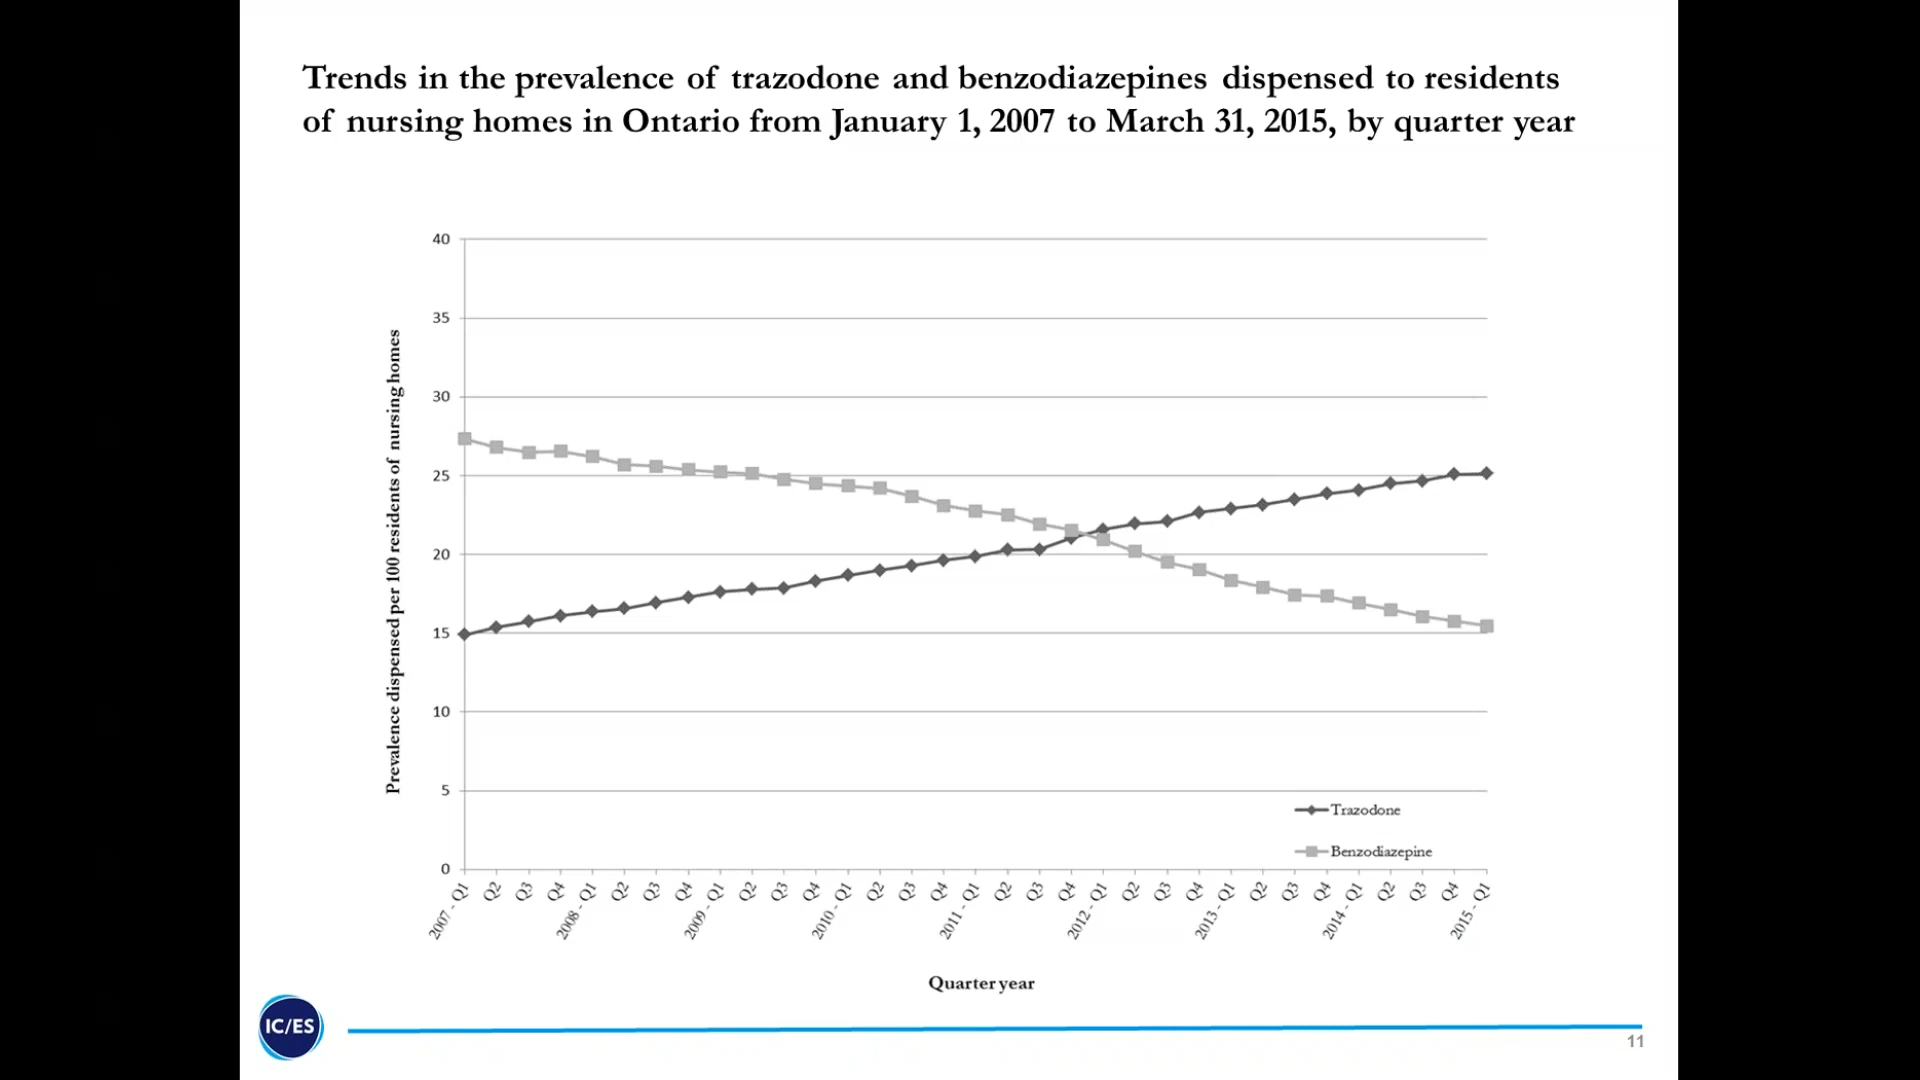 Trends in the prevalence of trazodone and benzodiazepines dispensed to residents
of nursing homes in Ontario from January 1, 2007 to March 31, 2015, by quarter year
Prevalence dispensed per 100 residents of nursing homes
40
35
30
25
20
15
10
5
0
Trazodone
Benzodiazepine
2007 - Q1
Q2
Q3
Q4
2008 - Q1
Q2
Q3
Q4
2009 - Q1
Q2
Q3
Q4
2010 - Q1
Q2
Q3
Q4
2011 - Q1
Q2
Q3
Q4
2012 - Q1
Q2
Q3
Q4
2013 - Q1
Q2
Q3
Q4
2014 - Q1
Q2
Q3
Q4
2015 - Q1
Quarter year
IC/ES
11